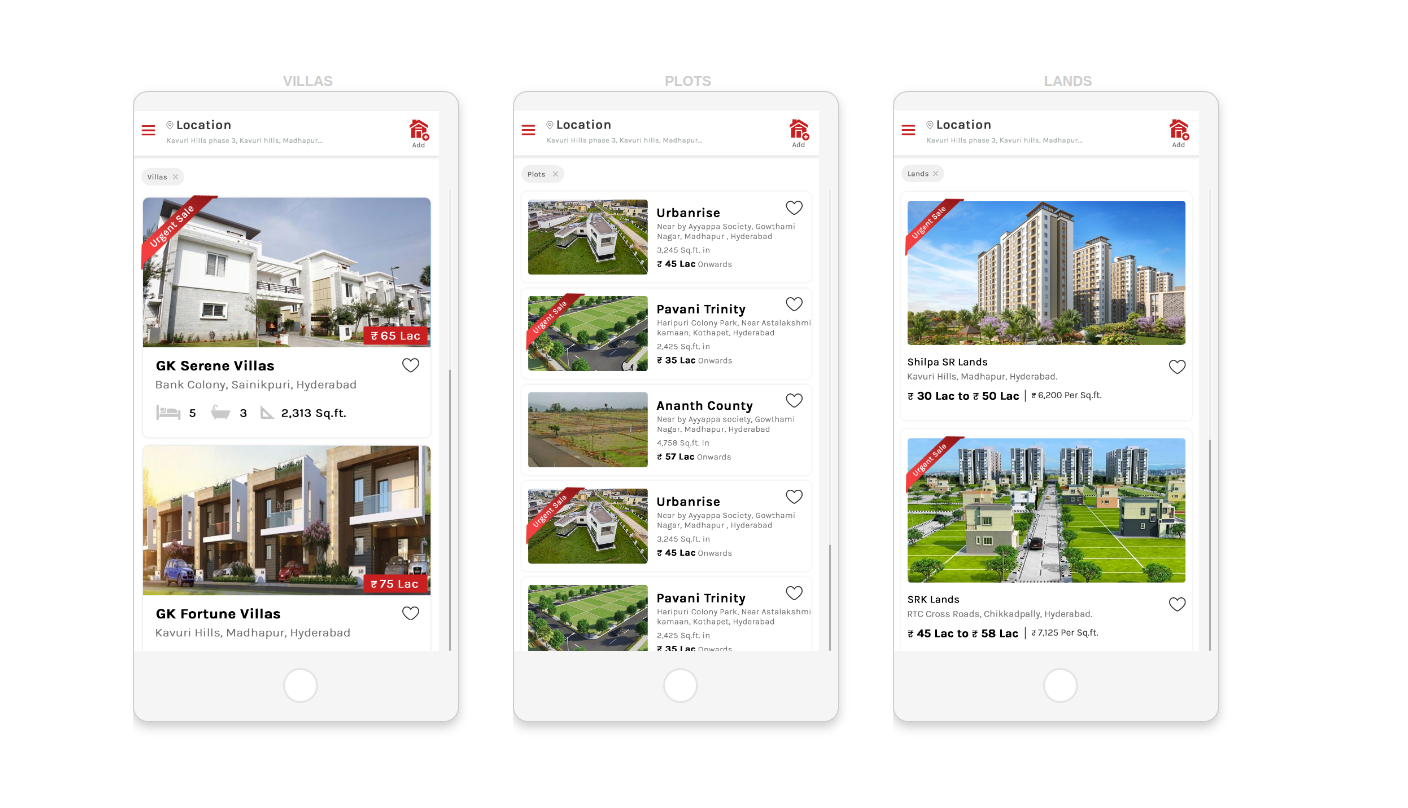 VILLAS
Location
Kavuri Hills phase 3, Kavuri hills, Madhapur...
Add
Villas ×
Urgent Sale
₹ 65 Lac
GK Serene Villas
Bank Colony, Sainikpuri, Hyderabad
5 3 2,313 Sq.ft.
₹ 75 Lac
GK Fortune Villas
Kavuri Hills, Madhapur, Hyderabad
PLOTS
Location
Kavuri Hills phase 3, Kavuri hills, Madhapur...
Add
Plots ×
Urbanrise
Near by Ayyappa Society, Gowthami
Nagar, Madhapur , Hyderabad
3,245 Sq.ft. in
₹ 45 Lac Onwards
Urgent Sale
Pavani Trinity
Haripuri Colony Park, Near Astalakshmi
kamaan, Kothapet, Hyderabad
2,425 Sq.ft. in
₹ 35 Lac Onwards
Ananth County
Near by Ayyappa society, Gowthami
Nagar, Madhapur, Hyderabad
4,758 Sq.ft. in
₹ 57 Lac Onwards
Urgent Sale
Urbanrise
Near by Ayyappa Society, Gowthami
Nagar, Madhapur , Hyderabad
3,245 Sq.ft. in
₹ 45 Lac Onwards
Pavani Trinity
Haripuri Colony Park, Near Astalakshmi
kamaan, Kothapet, Hyderabad
2,425 Sq.ft. in
₹ 35 Lac Onwards
LANDS
Location
Kavuri Hills phase 3, Kavuri hills, Madhapur...
Add
Lands ×
Urgent Sale
Shilpa SR Lands
Kavuri Hills, Madhapur, Hyderabad.
₹ 30 Lac to ₹ 50 Lac | ₹ 6,200 Per Sq.ft.
Urgent Sale
SRK Lands
RTC Cross Roads, Chikkadpally, Hyderabad.
₹ 45 Lac to ₹ 58 Lac | ₹ 7,125 Per Sq.ft.